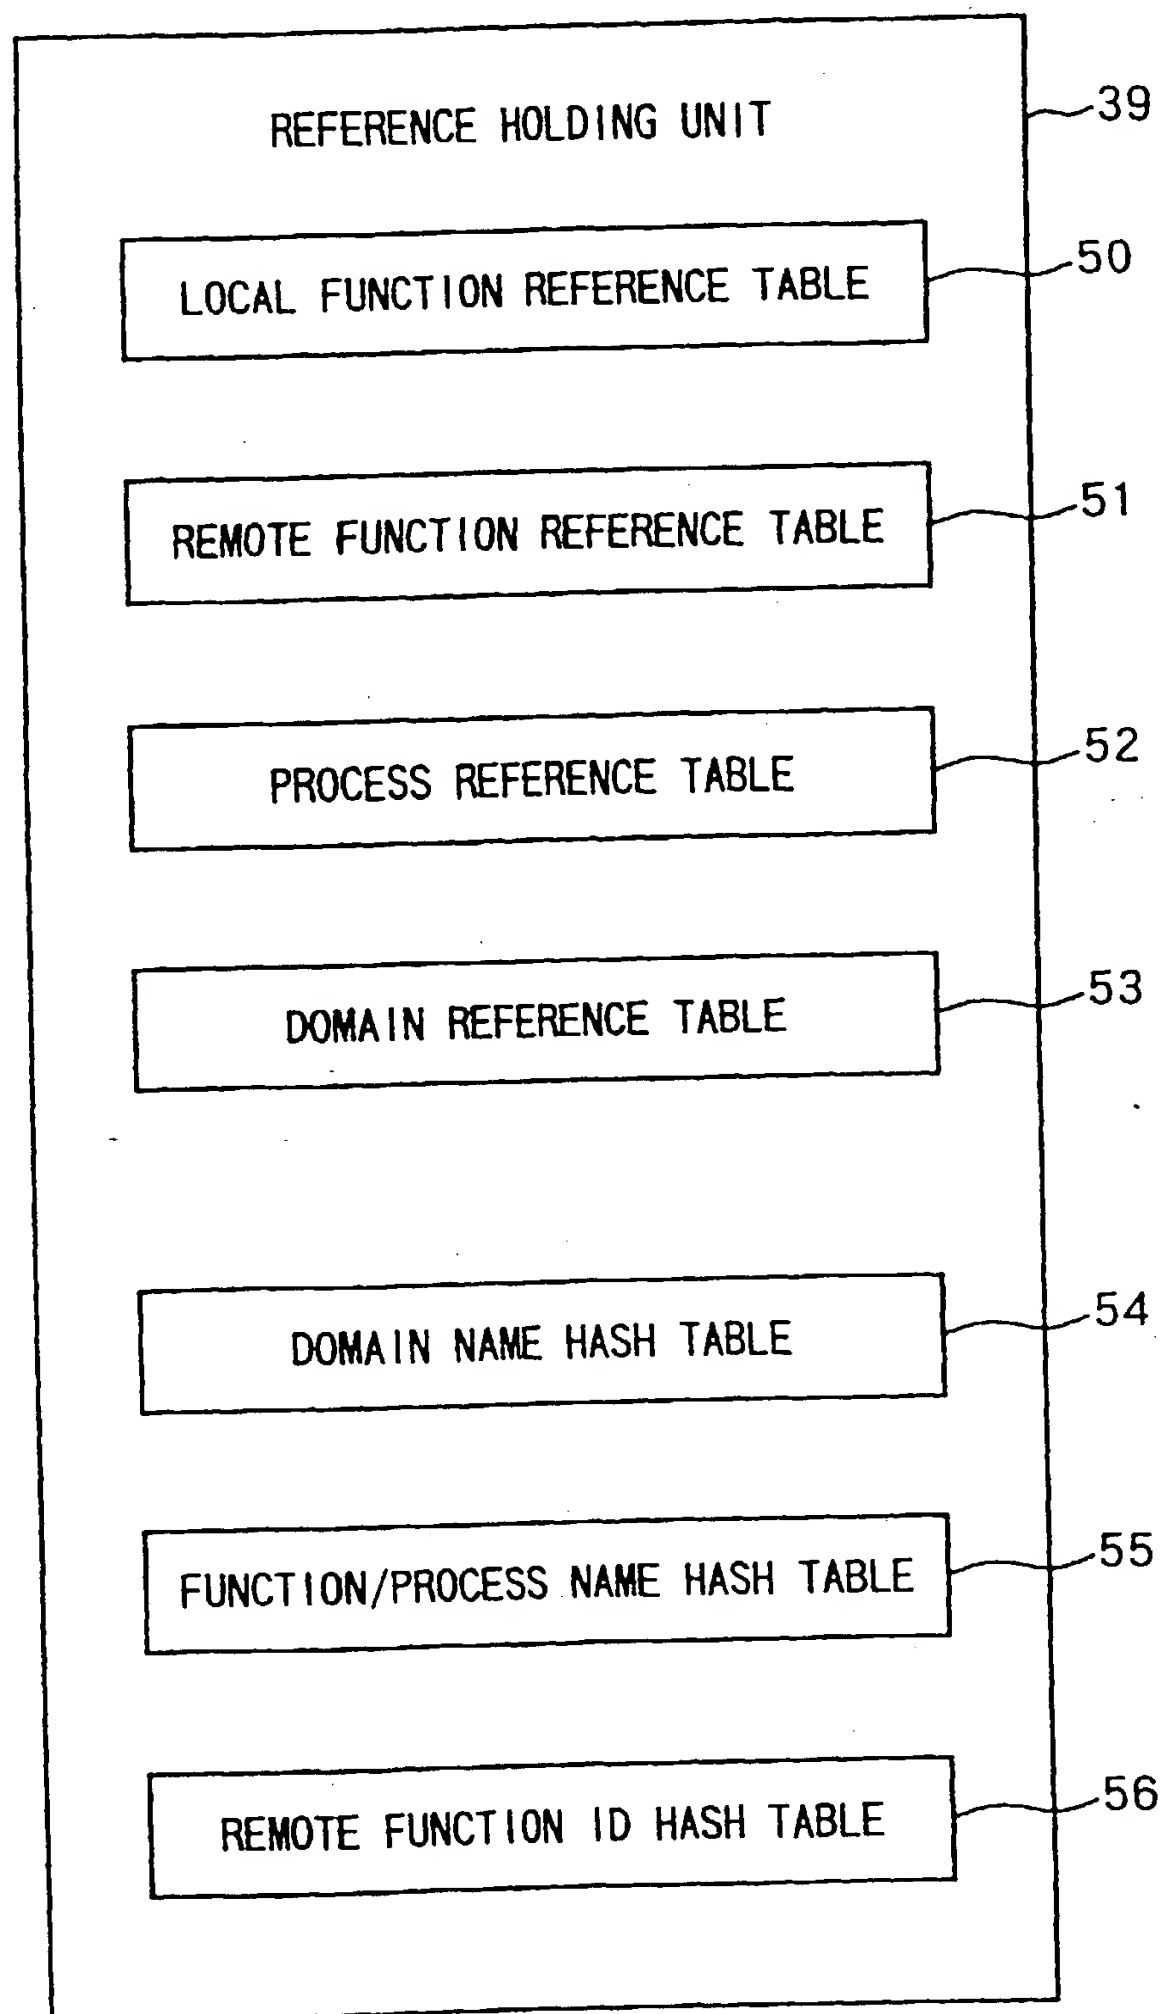 REFERENCE HOLDING UNIT
39
LOCAL FUNCTION REFERENCE TABLE
50
REMOTE FUNCTION REFERENCE TABLE
51
PROCESS REFERENCE TABLE
52
DOMAIN REFERENCE TABLE
53
DOMAIN NAME HASH TABLE
54
FUNCTION/PROCESS NAME HASH TABLE
55
REMOTE FUNCTION ID HASH TABLE
56